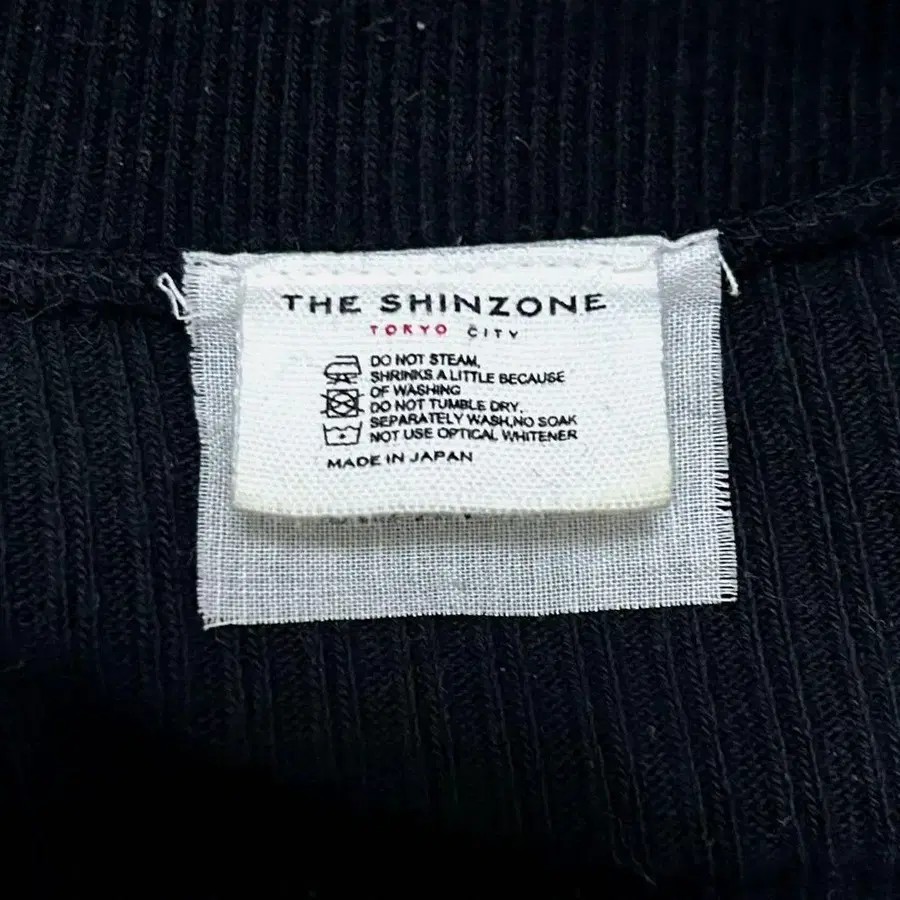 THE SHINZONE
TOKYO CITY
DO NOT STEAM,
SHRINKS A LITTLE BECAUSE
OF WASHING
DO NOT TUMBLE DRY,
SEPARATELY WASH,NO SOAK
NOT USE OPTICAL WHITENER
MADE IN JAPAN